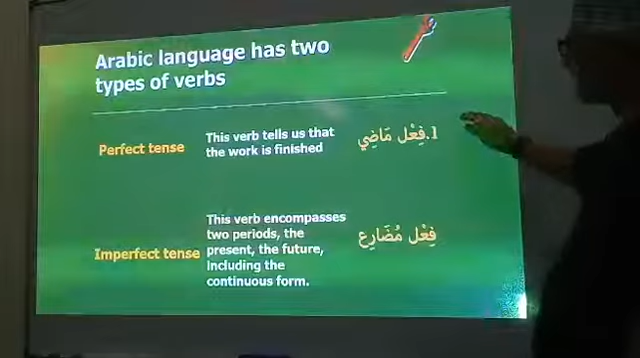 Arabic language has two
types of verbs
Perfect tense
This verb tells us that
the work is finished
1.فِعْل مَاضِي
Imperfect tense
This verb encompasses
two periods, the
present, the future,
including the
continuous form.
فِعْل مُضَارِع